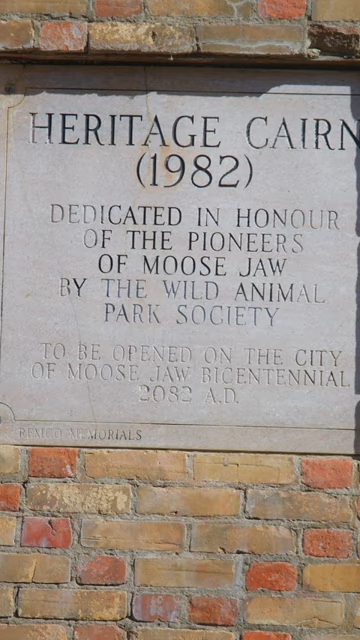 HERITAGE CAIRN
(1982)
DEDICATED IN HONOUR
OF THE PIONEERS
OF MOOSE JAW
BY THE WILD ANIMAL
PARK SOCIETY
TO BE OPENED ON THE CITY
OF MOOSE JAW BICENTENNIAL
2082 A.D.
REMCO MEMORIALS